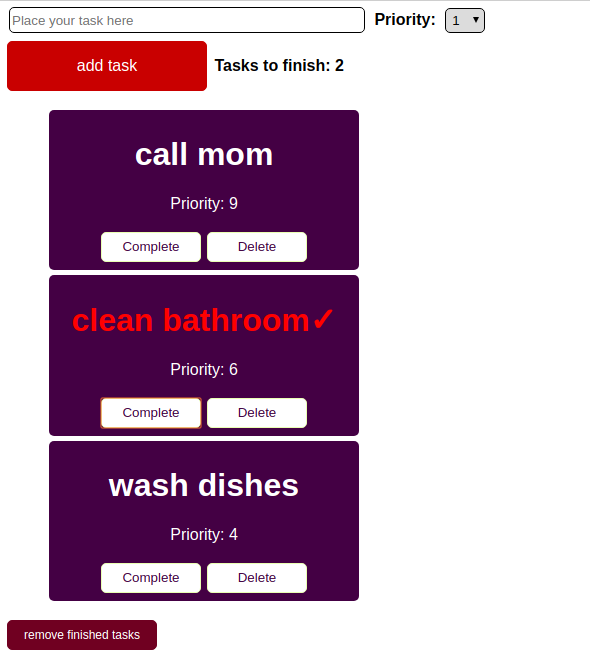 Place your task here Priority: 1
add task Tasks to finish: 2
call mom
Priority: 9
Complete Delete
clean bathroom✓
Priority: 6
Complete Delete
wash dishes
Priority: 4
Complete Delete
remove finished tasks